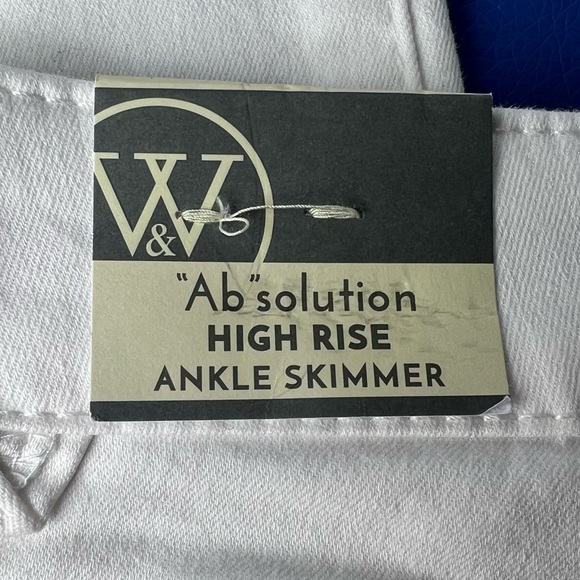 W
&
"Ab"solution
HIGH RISE
ANKLE SKIMMER